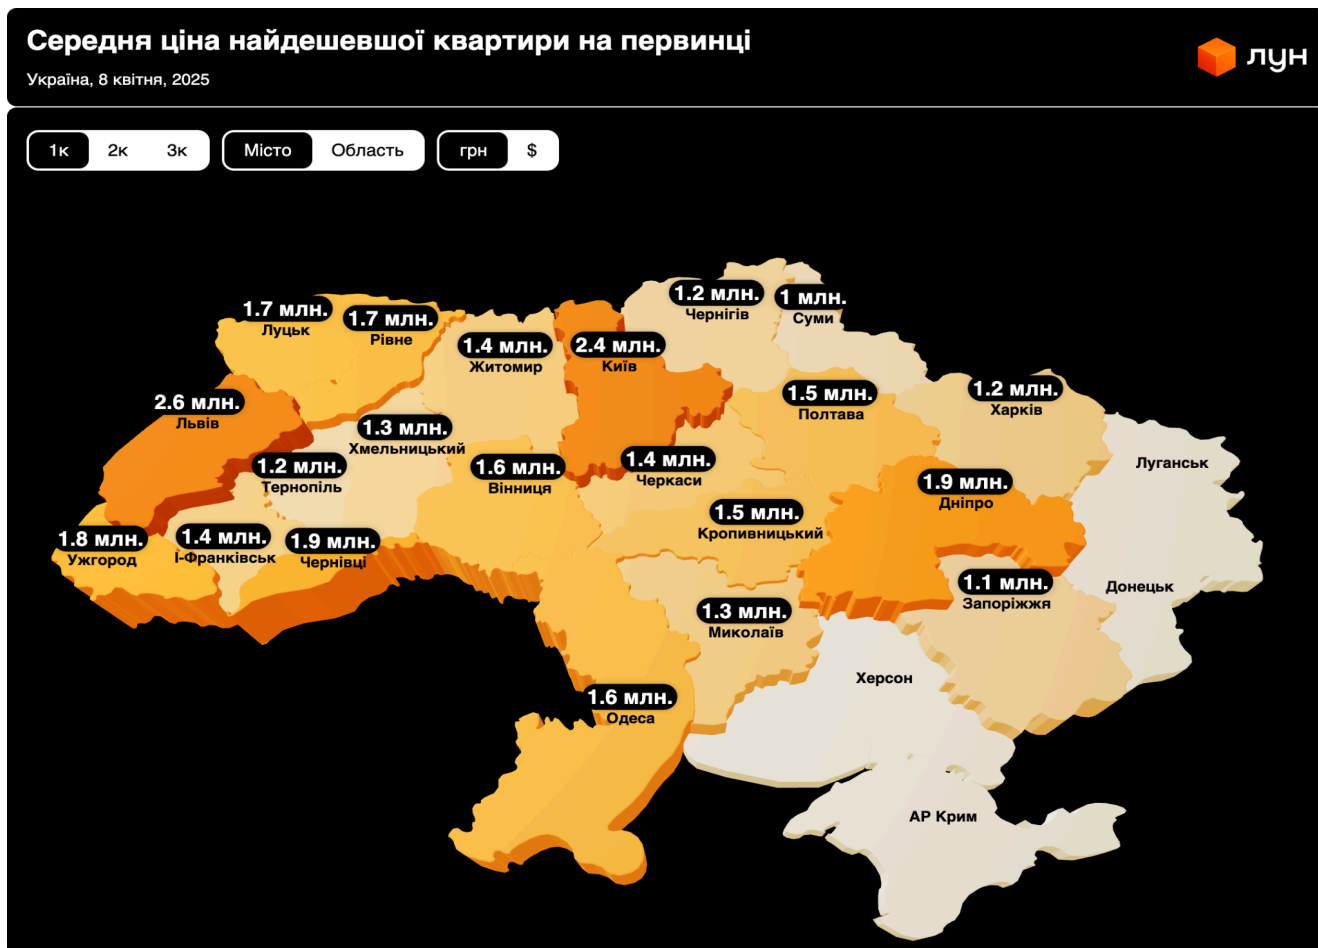 Середня ціна найдешевшої квартири на первинці
Україна, 8 квітня, 2025
лун
1к 2к 3к
Місто Область
грн $
1.2 млн.
Чернігів
1 млн.
Суми
1.7 млн.
Луцьк
1.7 млн.
Рівне
1.4 млн.
Житомир
2.4 млн.
Київ
1.5 млн.
Полтава
1.2 млн.
Харків
2.6 млн.
Львів
1.3 млн.
Хмельницький
1.2 млн.
Тернопіль
1.6 млн.
Вінниця
1.4 млн.
Черкаси
Луганськ
1.9 млн.
Дніпро
1.8 млн.
Ужгород
1.4 млн.
І-Франківськ
1.9 млн.
Чернівці
1.5 млн.
Кропивницький
1.1 млн.
Запоріжжя
Донецьк
1.3 млн.
Миколаїв
Херсон
1.6 млн.
Одеса
АР Крим